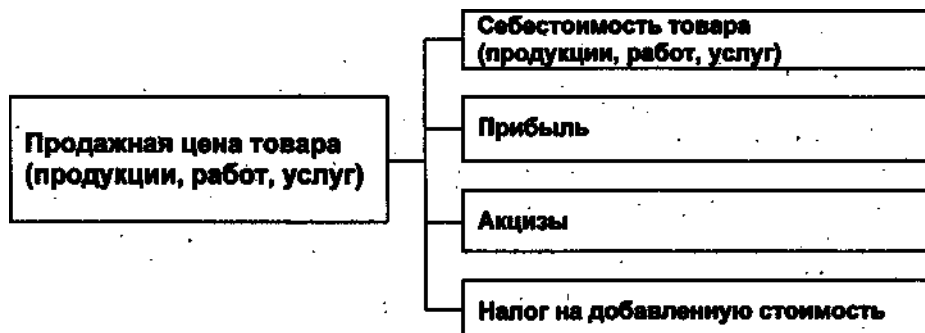 Себестоимость товара
(продукции, работ, услуг)
Продажная цена товара
(продукции, работ, услуг)
Прибыль
Акцизы
Налог на добавленную стоимость